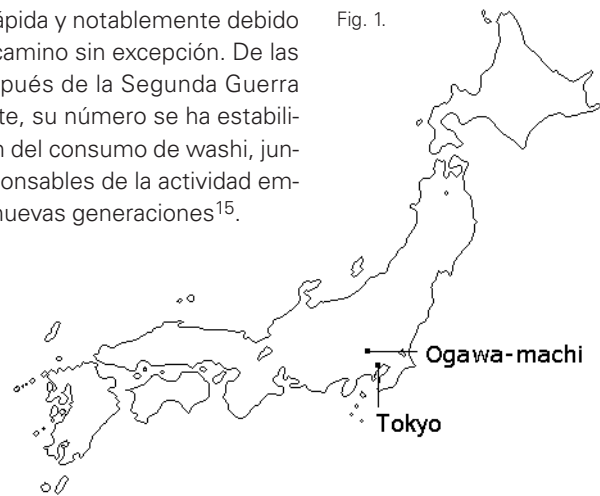 ápida y notablemente debido
camino sin excepción. De las
pués de la Segunda Guerra
te, su número se ha estabili-
n del consumo de washi, jun-
onsables de la actividad em-
nuevas generaciones15.
Fig. 1.
Ogawa-machi
Tokyo